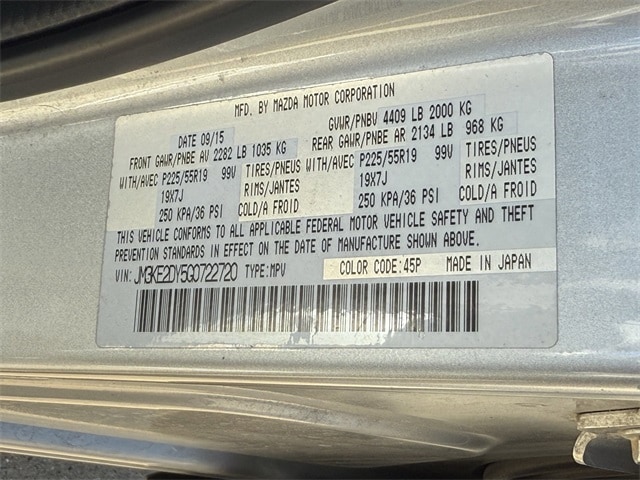 MFD. BY MAZDA MOTOR CORPORATION
DATE 09/15 GVWR/PNBV 4409 LB 2000 KG
FRONT GAWR/PNBE AV 2282 LB 1035 KG REAR GAWR/PNBE AR 2134 LB 968 KG
WITH/AVEC P225/55R19 99V TIRES/PNEUS WITH/AVEC P225/55R19 99V TIRES/PNEUS
19X7J RIMS/JANTES 19X7J RIMS/JANTES
250 KPA/36 PSI COLD/A FROID 250 KPA/36 PSI COLD/A FROID
THIS VEHICLE CONFORMS TO ALL APPLICABLE FEDERAL MOTOR VEHICLE SAFETY AND THEFT
PREVENTION STANDARDS IN EFFECT ON THE DATE OF MANUFACTURE SHOWN ABOVE.
VIN: JM3KE2DY5G0722720 TYPE:MPV COLOR CODE:45P MADE IN JAPAN